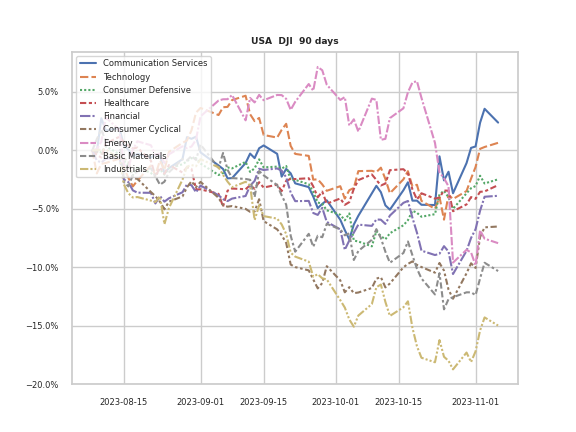 USA  DJI  90 days
Communication Services
Technology
Consumer Defensive
Healthcare
Financial
Consumer Cyclical
Energy
Basic Materials
Industrials
5.0%
0.0%
−5.0%
−10.0%
−15.0%
−20.0%
2023-08-15
2023-09-01
2023-09-15
2023-10-01
2023-10-15
2023-11-01